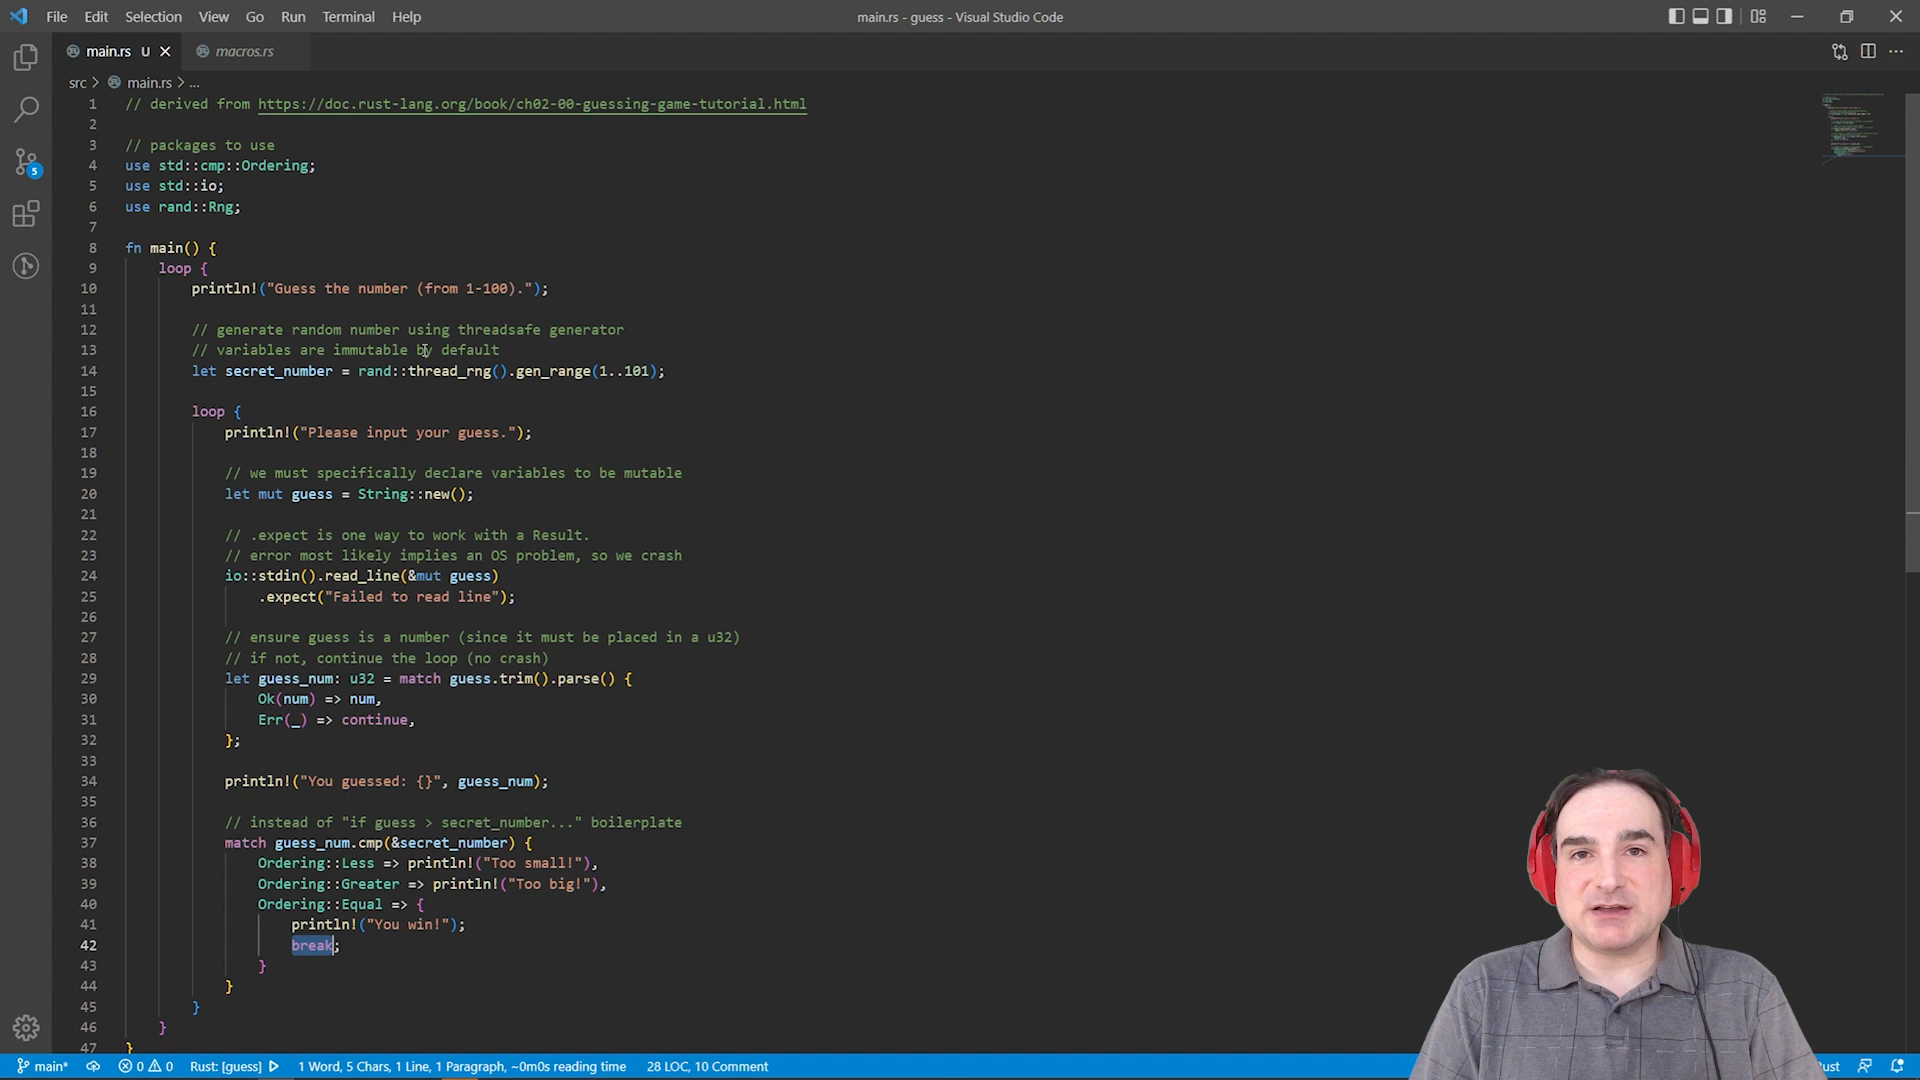 File Edit Selection View Go Run Terminal Help
main.rs - guess - Visual Studio Code
main.rs U
macros.rs
src > main.rs > ...
1 // derived from https://doc.rust-lang.org/book/ch02-00-guessing-game-tutorial.html
2
3 // packages to use
4 use std::cmp::Ordering;
5 use std::io;
6 use rand::Rng;
7
8 fn main() {
9 loop {
10 println!("Guess the number (from 1-100).");
11
12 // generate random number using threadsafe generator
13 // variables are immutable by default
14 let secret_number = rand::thread_rng().gen_range(1..101);
15
16 loop {
17 println!("Please input your guess.");
18
19 // we must specifically declare variables to be mutable
20 let mut guess = String::new();
21
22 // .expect is one way to work with a Result.
23 // error most likely implies an OS problem, so we crash
24 io::stdin().read_line(&mut guess)
25 .expect("Failed to read line");
26
27 // ensure guess is a number (since it must be placed in a u32)
28 // if not, continue the loop (no crash)
29 let guess_num: u32 = match guess.trim().parse() {
30 Ok(num) => num,
31 Err(_) => continue,
32 };
33
34 println!("You guessed: {}", guess_num);
35
36 // instead of "if guess > secret_number..." boilerplate
37 match guess_num.cmp(&secret_number) {
38 Ordering::Less => println!("Too small!"),
39 Ordering::Greater => println!("Too big!"),
40 Ordering::Equal => {
41 println!("You win!");
42 break;
43 }
44 }
45 }
46 }
47 }
5
main* 0 0 Rust: [guess] 1 Word, 5 Chars, 1 Line, 1 Paragraph, ~0m0s reading time 28 LOC, 10 Comment ust